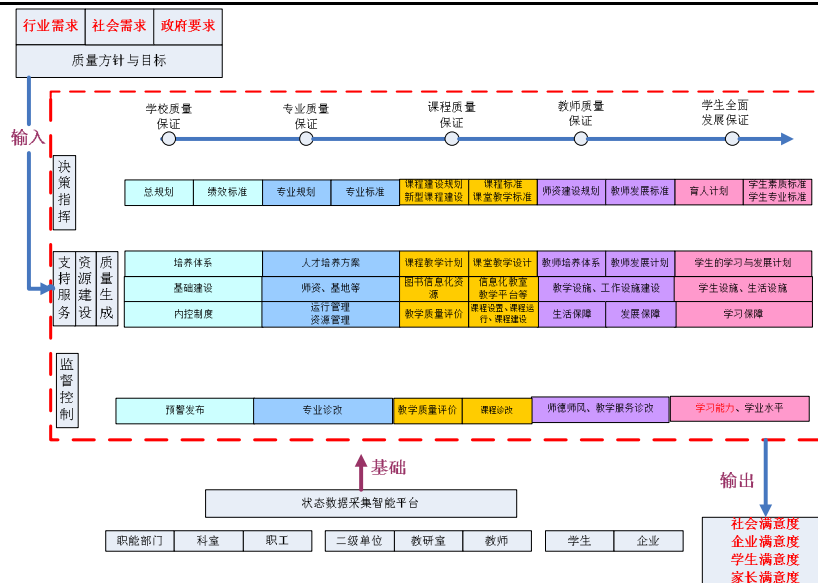 行业需求 社会需求 政府要求
质量方针与目标
学校质量保证
专业质量保证
课程质量保证
教师质量保证
学生全面发展保证
输入
决策指挥
总规划 绩效标准 专业规划 专业标准 课程建设规划 课程标准 师资建设规划 教师发展标准 育人计划 学生素质标准
新型课程建设 课堂教学标准 学生专业标准
支持服务 资源建设 质量生成
培养体系 人才培养方案 课程教学计划 课堂教学设计 教师培养体系 教师发展计划 学生的学习与发展计划
基础建设 师资、基地等 图书信息化资源 信息化教室教学平台等 教学设施、工作设施建设 学生设施、生活设施
内控制度 运行管理资源管理 教学质量评价 课程设置、课程运行、课程建设 生活保障 发展保障 学习保障
监督控制
预警发布 专业诊改 教学质量评价 课程诊改 师德师风、教学服务诊改 学习能力、学业水平
基础
输出
状态数据采集智能平台
职能部门 科室 职工 二级单位 教研室 教师 学生 企业
社会满意度
企业满意度
学生满意度
家长满意度